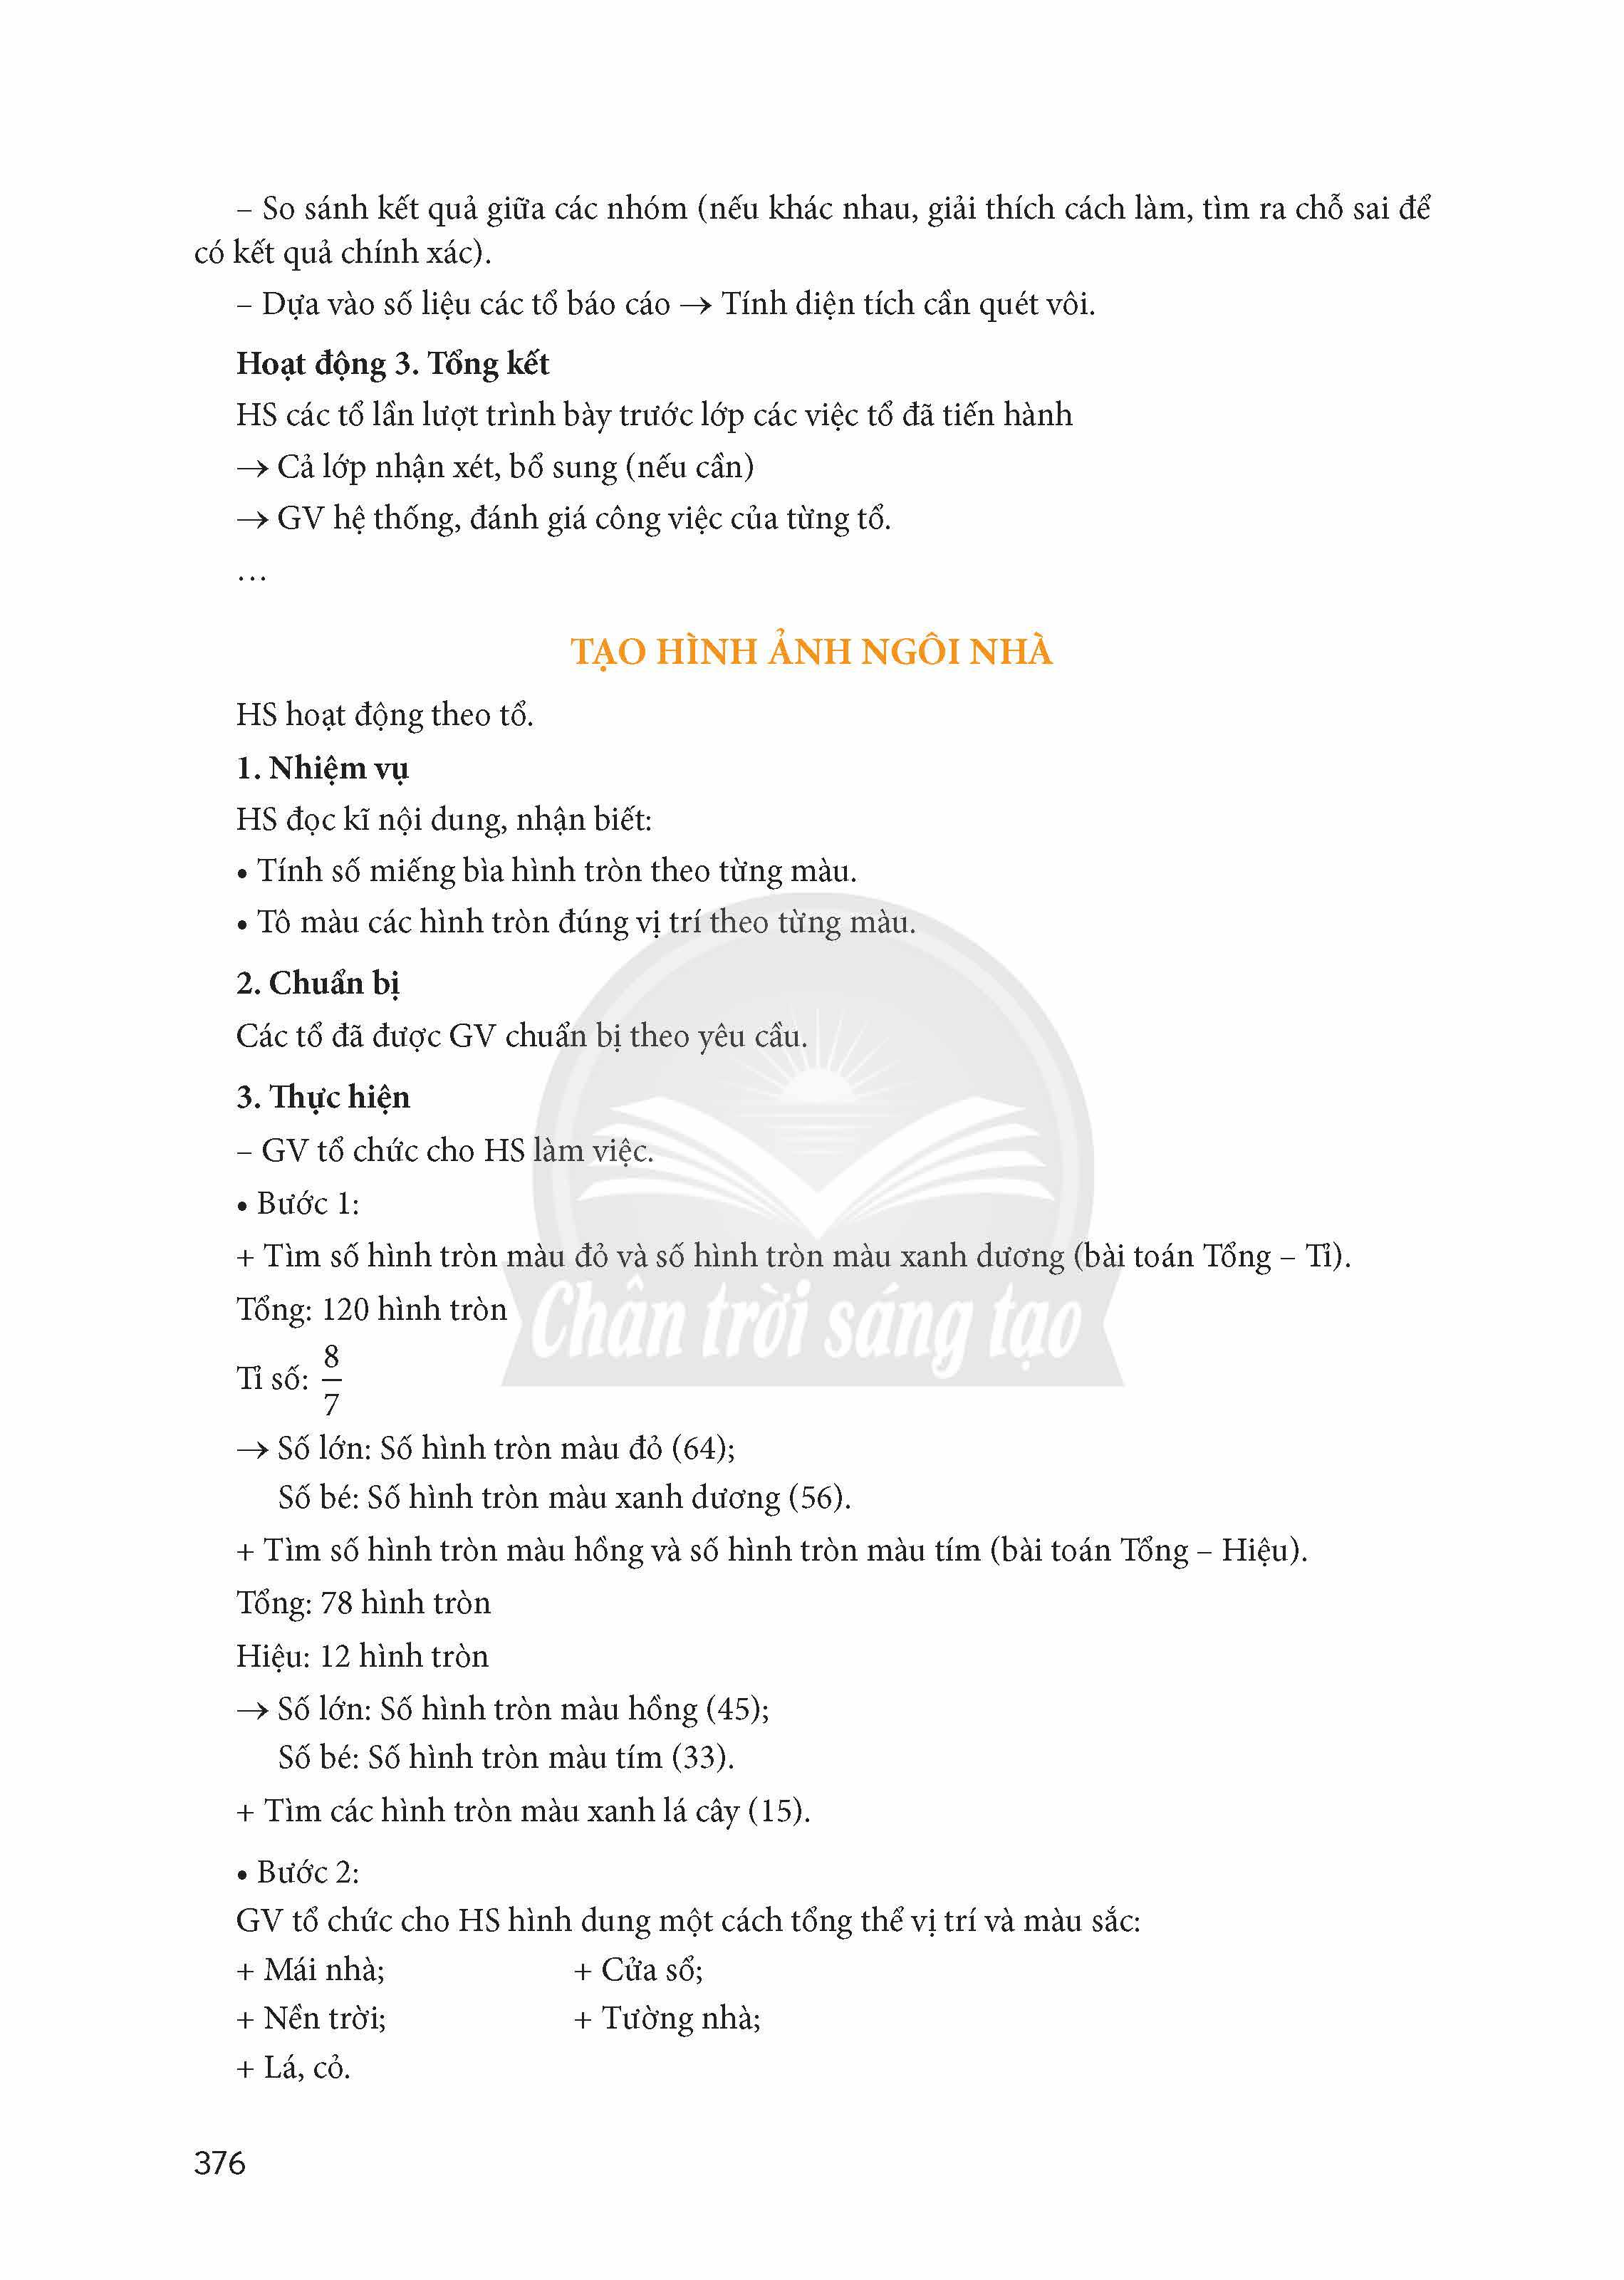 – So sánh kết quả giữa các nhóm (nếu khác nhau, giải thích cách làm, tìm ra chỗ sai để
có kết quả chính xác).
– Dựa vào số liệu các tổ báo cáo → Tính diện tích cần quét vôi.
Hoạt động 3. Tổng kết
HS các tổ lần lượt trình bày trước lớp các việc tổ đã tiến hành
→ Cả lớp nhận xét, bổ sung (nếu cần)
→ GV hệ thống, đánh giá công việc của từng tổ.
…
TẠO HÌNH ẢNH NGÔI NHÀ
HS hoạt động theo tổ.
1. Nhiệm vụ
HS đọc kĩ nội dung, nhận biết:
• Tính số miếng bìa hình tròn theo từng màu.
• Tô màu các hình tròn đúng vị trí theo từng màu.
2. Chuẩn bị
Các tổ đã được GV chuẩn bị theo yêu cầu.
3. Thực hiện
– GV tổ chức cho HS làm việc.
• Bước 1:
+ Tìm số hình tròn màu đỏ và số hình tròn màu xanh dương (bài toán Tổng – Tỉ).
Tổng: 120 hình tròn
Chân trời sáng tạo
Tỉ số: 8/7
→ Số lớn: Số hình tròn màu đỏ (64);
Số bé: Số hình tròn màu xanh dương (56).
+ Tìm số hình tròn màu hồng và số hình tròn màu tím (bài toán Tổng – Hiệu).
Tổng: 78 hình tròn
Hiệu: 12 hình tròn
→ Số lớn: Số hình tròn màu hồng (45);
Số bé: Số hình tròn màu tím (33).
+ Tìm các hình tròn màu xanh lá cây (15).
• Bước 2:
GV tổ chức cho HS hình dung một cách tổng thể vị trí và màu sắc:
+ Mái nhà; + Cửa sổ;
+ Nền trời; + Tường nhà;
+ Lá, cỏ.
376